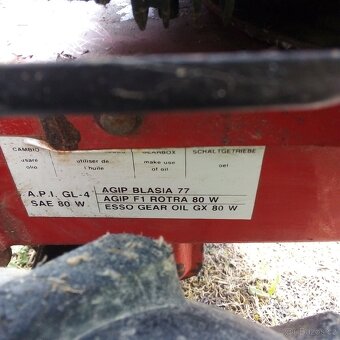 CAMBIO GEARBOX SCHALTGETRIEBE
usare utiliser de make use oel
olio l'huile of oil
A.P.I. GL-4
SAE 80 W
AGIP BLASIA 77
AGIP F1 ROTRA 80 W
ESSO GEAR OIL GX 80 W